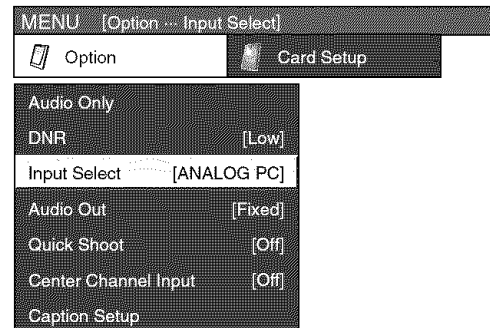 MENU [Option ··· Input Select]
Option Card Setup
Audio Only
DNR [Low]
Input Select [ANALOG PC]
Audio Out [Fixed]
Quick Shoot [Off]
Center Channel Input [Off]
Caption Setup